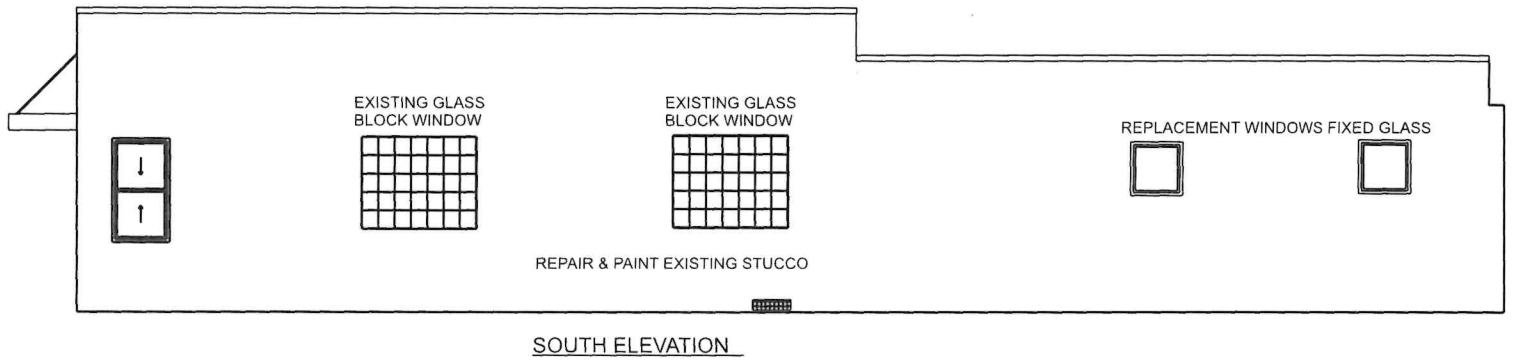 EXISTING GLASS
BLOCK WINDOW
EXISTING GLASS
BLOCK WINDOW
REPLACEMENT WINDOWS FIXED GLASS
REPAIR & PAINT EXISTING STUCCO
SOUTH ELEVATION